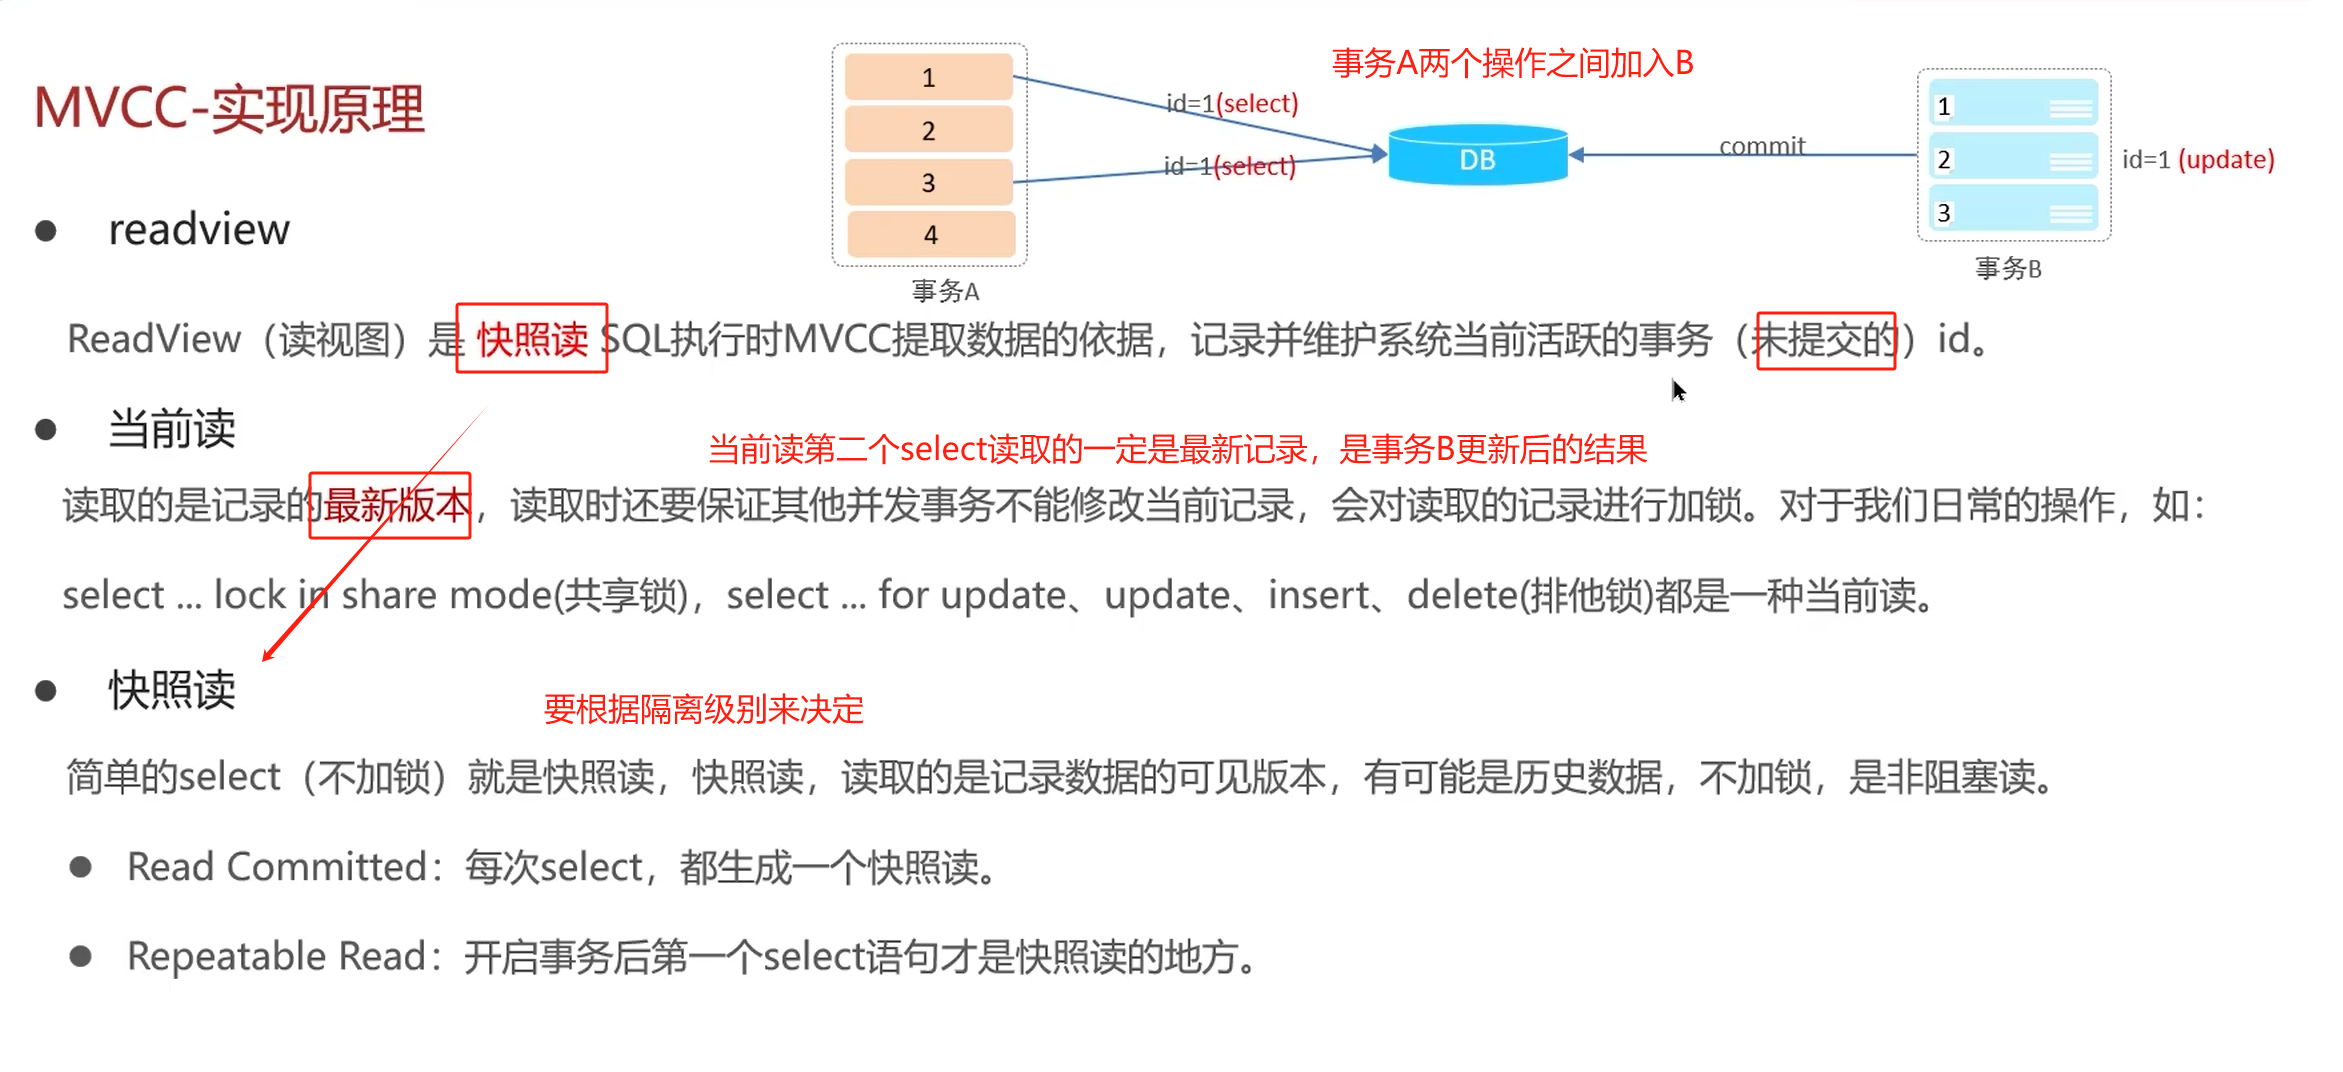 MVCC-实现原理
事务A两个操作之间加入B
1
2
3
4
事务A
id=1(select)
id=1(select)
DB
commit
1
2
3
id=1 (update)
事务B
readview
ReadView（读视图）是 快照读 SQL执行时MVCC提取数据的依据，记录并维护系统当前活跃的事务（未提交的）id。
当前读
当前读第二个select读取的一定是最新记录，是事务B更新后的结果
读取的是记录的最新版本，读取时还要保证其他并发事务不能修改当前记录，会对读取的记录进行加锁。对于我们日常的操作，如：
select ... lock in share mode(共享锁)，select ... for update、update、insert、delete(排他锁)都是一种当前读。
快照读
要根据隔离级别来决定
简单的select（不加锁）就是快照读，快照读，读取的是记录数据的可见版本，有可能是历史数据，不加锁，是非阻塞读。
Read Committed：每次select，都生成一个快照读。
Repeatable Read：开启事务后第一个select语句才是快照读的地方。